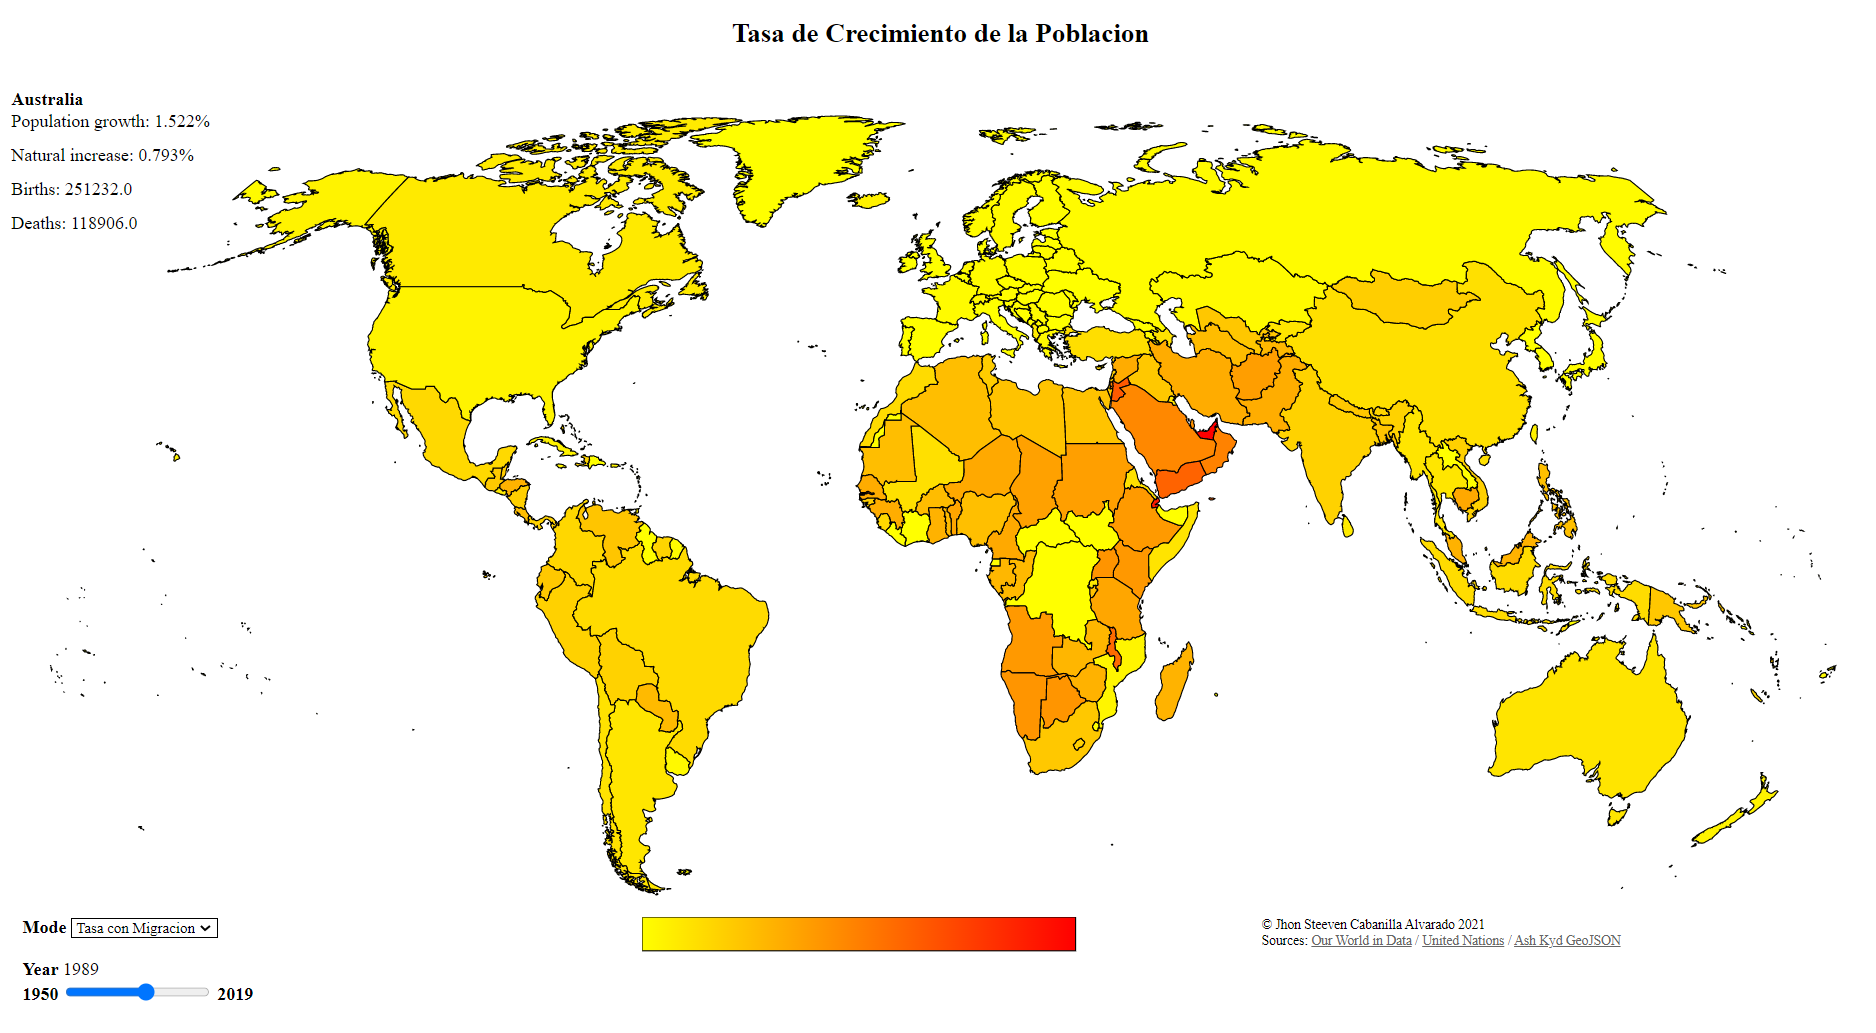 Tasa de Crecimiento de la Poblacion
Australia
Population growth: 1.522%
Natural increase: 0.793%
Births: 251232.0
Deaths: 118906.0
Mode Tasa con Migracion
Year 1989
1950 2019
© Jhon Steeven Cabanilla Alvarado 2021
Sources: Our World in Data / United Nations / Ash Kyd GeoJSON